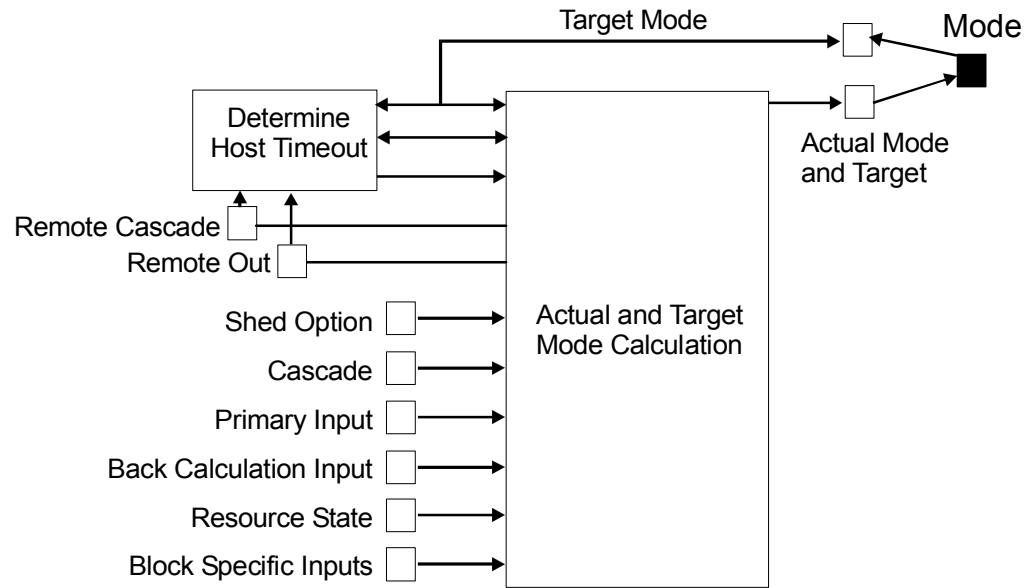 Target Mode
Mode
Determine
Host Timeout
Actual Mode
and Target
Remote Cascade
Remote Out
Shed Option
Actual and Target
Mode Calculation
Cascade
Primary Input
Back Calculation Input
Resource State
Block Specific Inputs